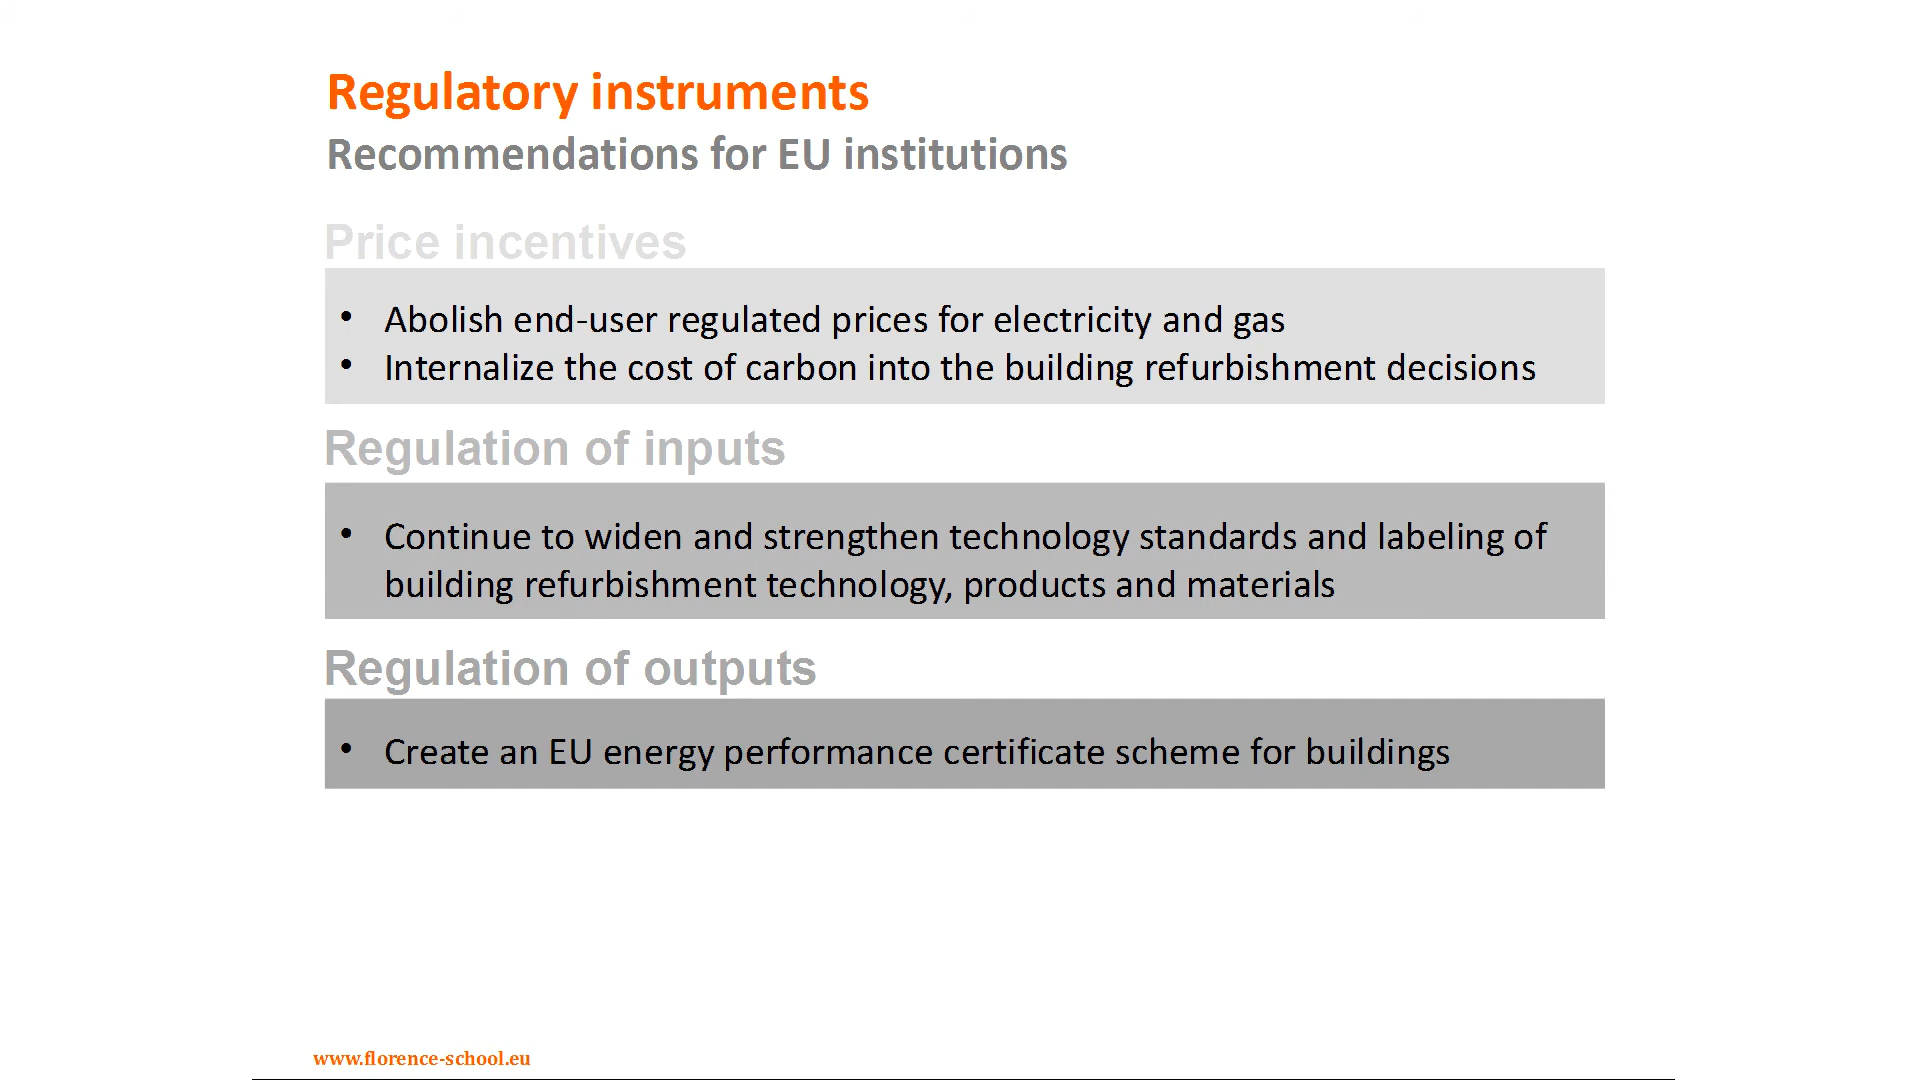 Regulatory instruments
Recommendations for EU institutions
Price incentives
• Abolish end-user regulated prices for electricity and gas
• Internalize the cost of carbon into the building refurbishment decisions
Regulation of inputs
• Continue to widen and strengthen technology standards and labeling of
building refurbishment technology, products and materials
Regulation of outputs
• Create an EU energy performance certificate scheme for buildings
www.florence-school.eu